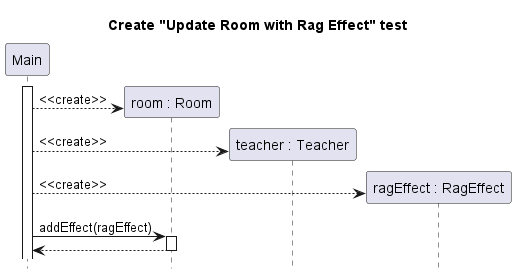 Create "Update Room with Rag Effect" test
Main
<<create>>
room : Room
<<create>>
teacher : Teacher
<<create>>
ragEffect : RagEffect
addEffect(ragEffect)